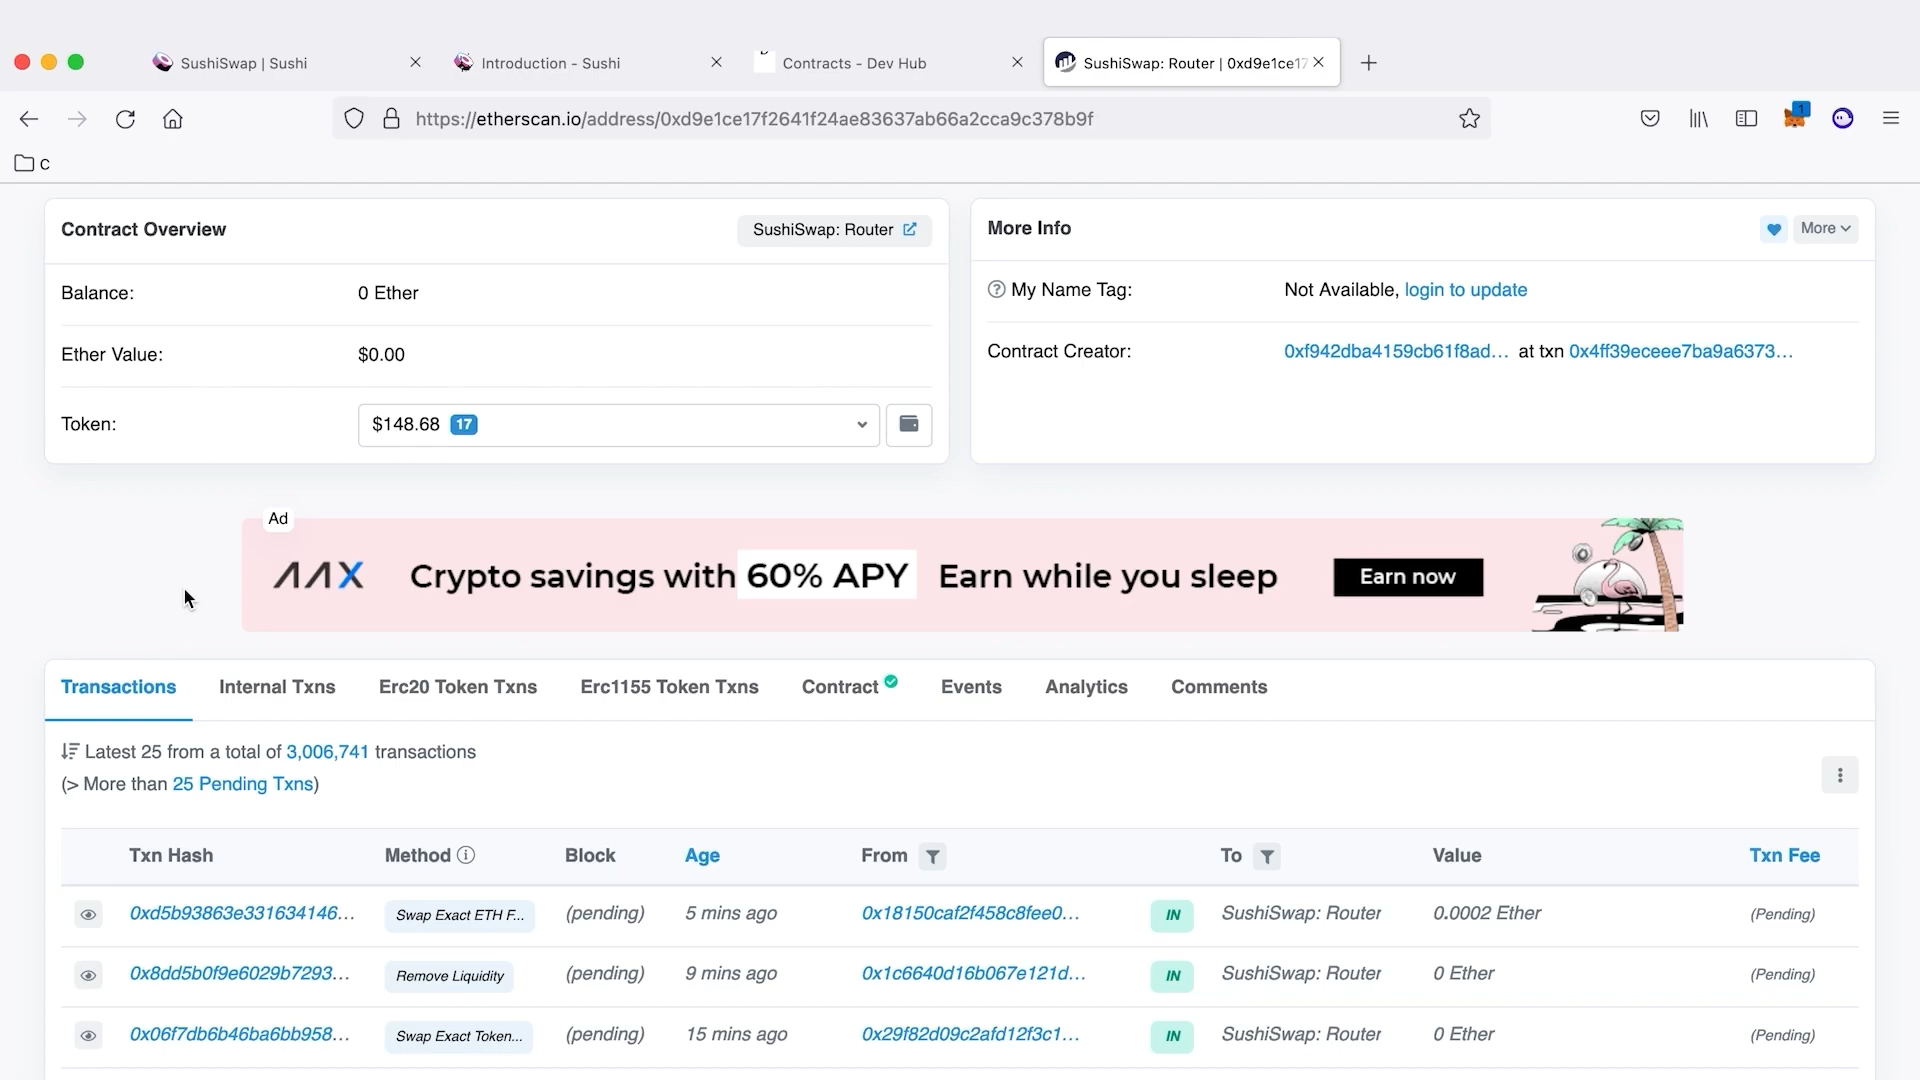 SushiSwap | Sushi
Introduction - Sushi
Contracts - Dev Hub
SushiSwap: Router | 0xd9e1ce17
https://etherscan.io/address/0xd9e1ce17f2641f24ae83637ab66a2cca9c378b9f
1
C
Contract Overview
SushiSwap: Router
Balance: 0 Ether
Ether Value: $0.00
Token: $148.68 17
More Info
More
My Name Tag: Not Available, login to update
Contract Creator: 0xf942dba4159cb61f8ad... at txn 0x4ff39eceee7ba9a6373...
Ad
AAX Crypto savings with 60% APY Earn while you sleep Earn now
Transactions Internal Txns Erc20 Token Txns Erc1155 Token Txns Contract Events Analytics Comments
Latest 25 from a total of 3,006,741 transactions
(> More than 25 Pending Txns)
Txn Hash Method Block Age From To Value Txn Fee
0xd5b93863e331634146... Swap Exact ETH F... (pending) 5 mins ago 0x18150caf2f458c8fee0... IN SushiSwap: Router 0.0002 Ether (Pending)
0x8dd5b0f9e6029b7293... Remove Liquidity (pending) 9 mins ago 0x1c6640d16b067e121d... IN SushiSwap: Router 0 Ether (Pending)
0x06f7db6b46ba6bb958... Swap Exact Token... (pending) 15 mins ago 0x29f82d09c2afd12f3c1... IN SushiSwap: Router 0 Ether (Pending)